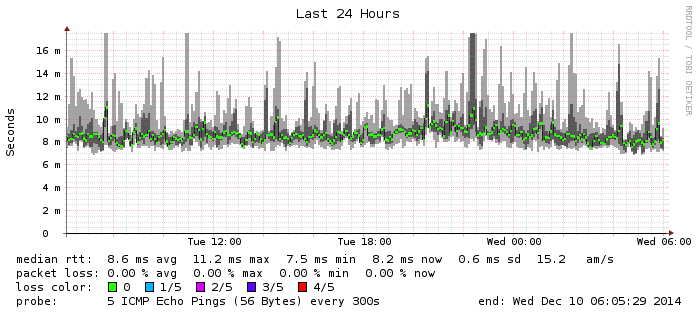 Last 24 Hours
RRDTOOL / TOBI OETIKER
Seconds
16 m
14 m
12 m
10 m
8 m
6 m
4 m
2 m
0
Tue 12:00 Tue 18:00 Wed 00:00 Wed 06:00
median rtt: 8.6 ms avg 11.2 ms max 7.5 ms min 8.2 ms now 0.6 ms sd 15.2 am/s
packet loss: 0.00 % avg 0.00 % max 0.00 % min 0.00 % now
loss color: 0 1/5 2/5 3/5 4/5
probe: 5 ICMP Echo Pings (56 Bytes) every 300s end: Wed Dec 10 06:05:29 2014